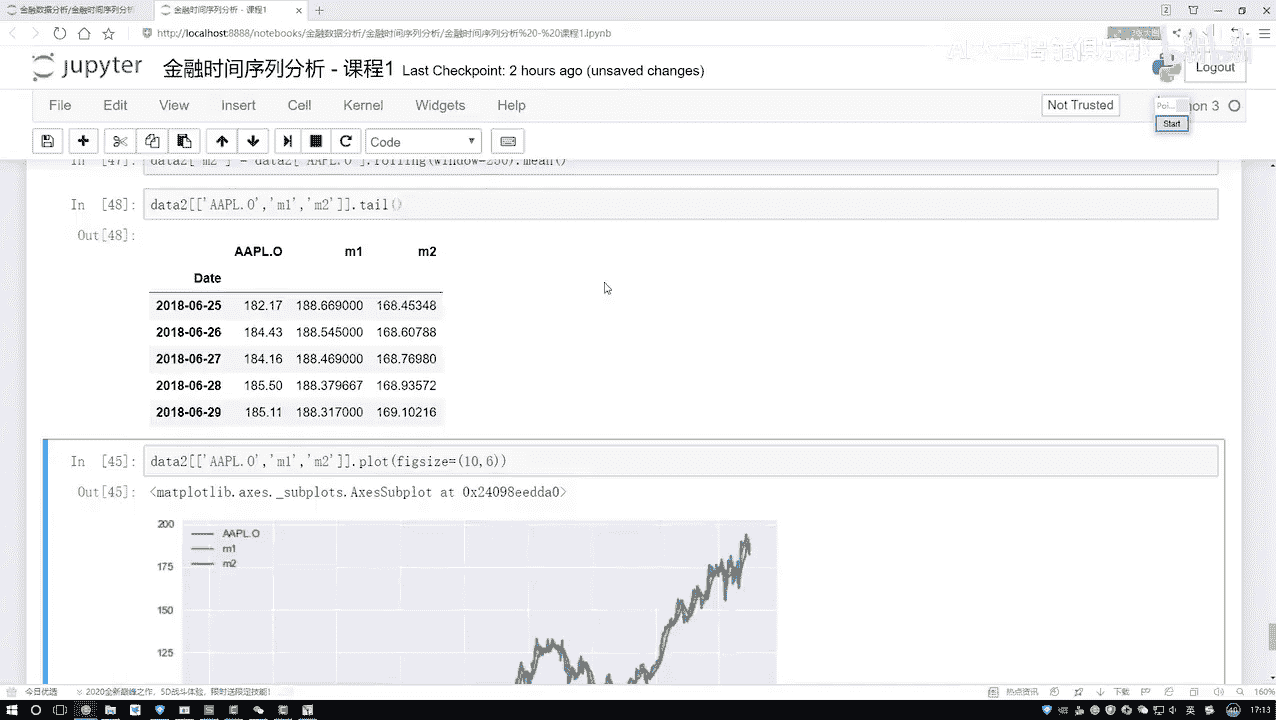 金融数据分析/金融时间序列分析
金融时间序列分析 - 课程1
http://localhost:8888/notebooks/金融数据分析/金融时间序列分析/金融时间序列分析%20-%20课程1.ipynb
jupyter 金融时间序列分析 - 课程1 Last Checkpoint: 2 hours ago (unsaved changes)
Logout
File Edit View Insert Cell Kernel Widgets Help
Not Trusted
Start
Code
In [47]: data2['m2'] = data2['AAPL.O'].rolling(window=250).mean()
In [48]: data2[['AAPL.O','m1','m2']].tail()
Out[48]:
AAPL.O m1 m2
Date
2018-06-25 182.17 188.669000 168.45348
2018-06-26 184.43 188.545000 168.60788
2018-06-27 184.16 188.469000 168.76980
2018-06-28 185.50 188.379667 168.93572
2018-06-29 185.11 188.317000 169.10216
In [45]: data2[['AAPL.O','m1','m2']].plot(figsize=(10,6))
Out[45]: <matplotlib.axes._subplots.AxesSubplot at 0x24098eedda0>
200
AAPL.O
m1
m2
175
150
125
今日优选
2020全新巅峰之作，5D战斗体验，限时送限定技能！
热点资讯
下载
160%
英
17:13